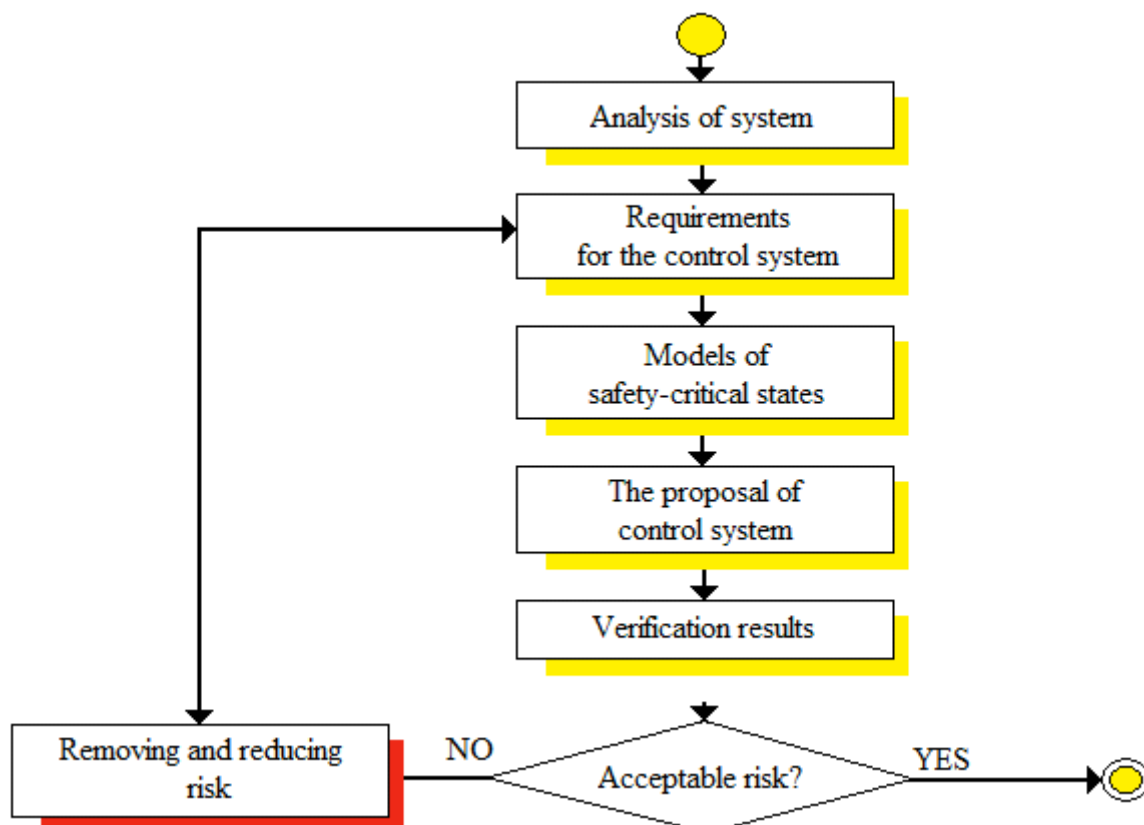 Analysis of system
Requirements
for the control system
Models of
safety-critical states
The proposal of
control system
Verification results
Removing and reducing
risk
NO
Acceptable risk?
YES